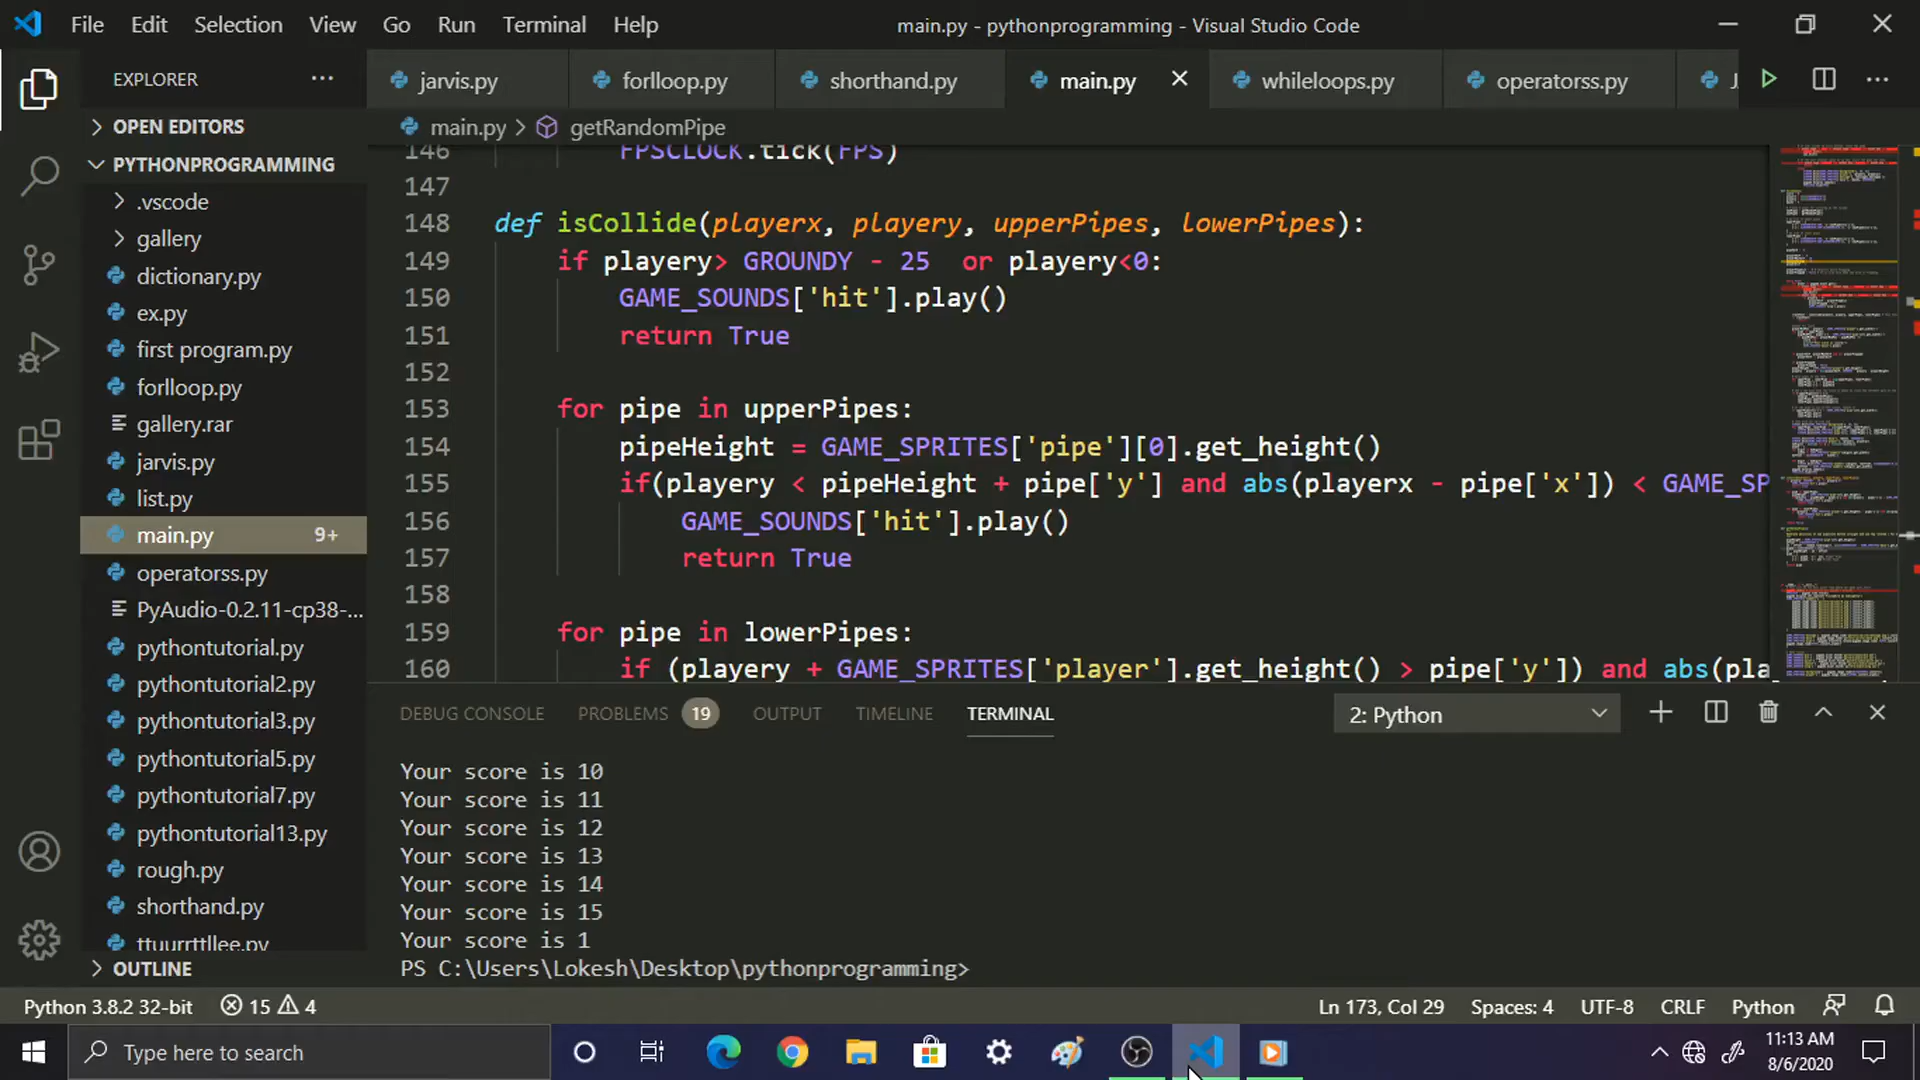 File Edit Selection View Go Run Terminal Help main.py - pythonprogramming - Visual Studio Code
EXPLORER ... jarvis.py forlloop.py shorthand.py main.py whileloops.py operatorss.py
OPEN EDITORS
PYTHONPROGRAMMING
.vscode
gallery
dictionary.py
ex.py
first program.py
forlloop.py
gallery.rar
jarvis.py
list.py
main.py 9+
operatorss.py
PyAudio-0.2.11-cp38-...
pythontutorial.py
pythontutorial2.py
pythontutorial3.py
pythontutorial5.py
pythontutorial7.py
pythontutorial13.py
rough.py
shorthand.py
ttuurrttllee.py
OUTLINE
main.py > getRandomPipe
146 FPSCLOCK.tick(FPS)
147
148 def isCollide(playerx, playery, upperPipes, lowerPipes):
149 if playery> GROUNDY - 25 or playery<0:
150 GAME_SOUNDS['hit'].play()
151 return True
152
153 for pipe in upperPipes:
154 pipeHeight = GAME_SPRITES['pipe'][0].get_height()
155 if(playery < pipeHeight + pipe['y'] and abs(playerx - pipe['x']) < GAME_SP
156 GAME_SOUNDS['hit'].play()
157 return True
158
159 for pipe in lowerPipes:
160 if (playery + GAME_SPRITES['player'].get_height() > pipe['y']) and abs(pla
DEBUG CONSOLE PROBLEMS 19 OUTPUT TIMELINE TERMINAL 2: Python
Your score is 10
Your score is 11
Your score is 12
Your score is 13
Your score is 14
Your score is 15
Your score is 1
PS C:\Users\Lokesh\Desktop\pythonprogramming>
Python 3.8.2 32-bit 15 4 Ln 173, Col 29 Spaces: 4 UTF-8 CRLF Python
Type here to search
11:13 AM
8/6/2020